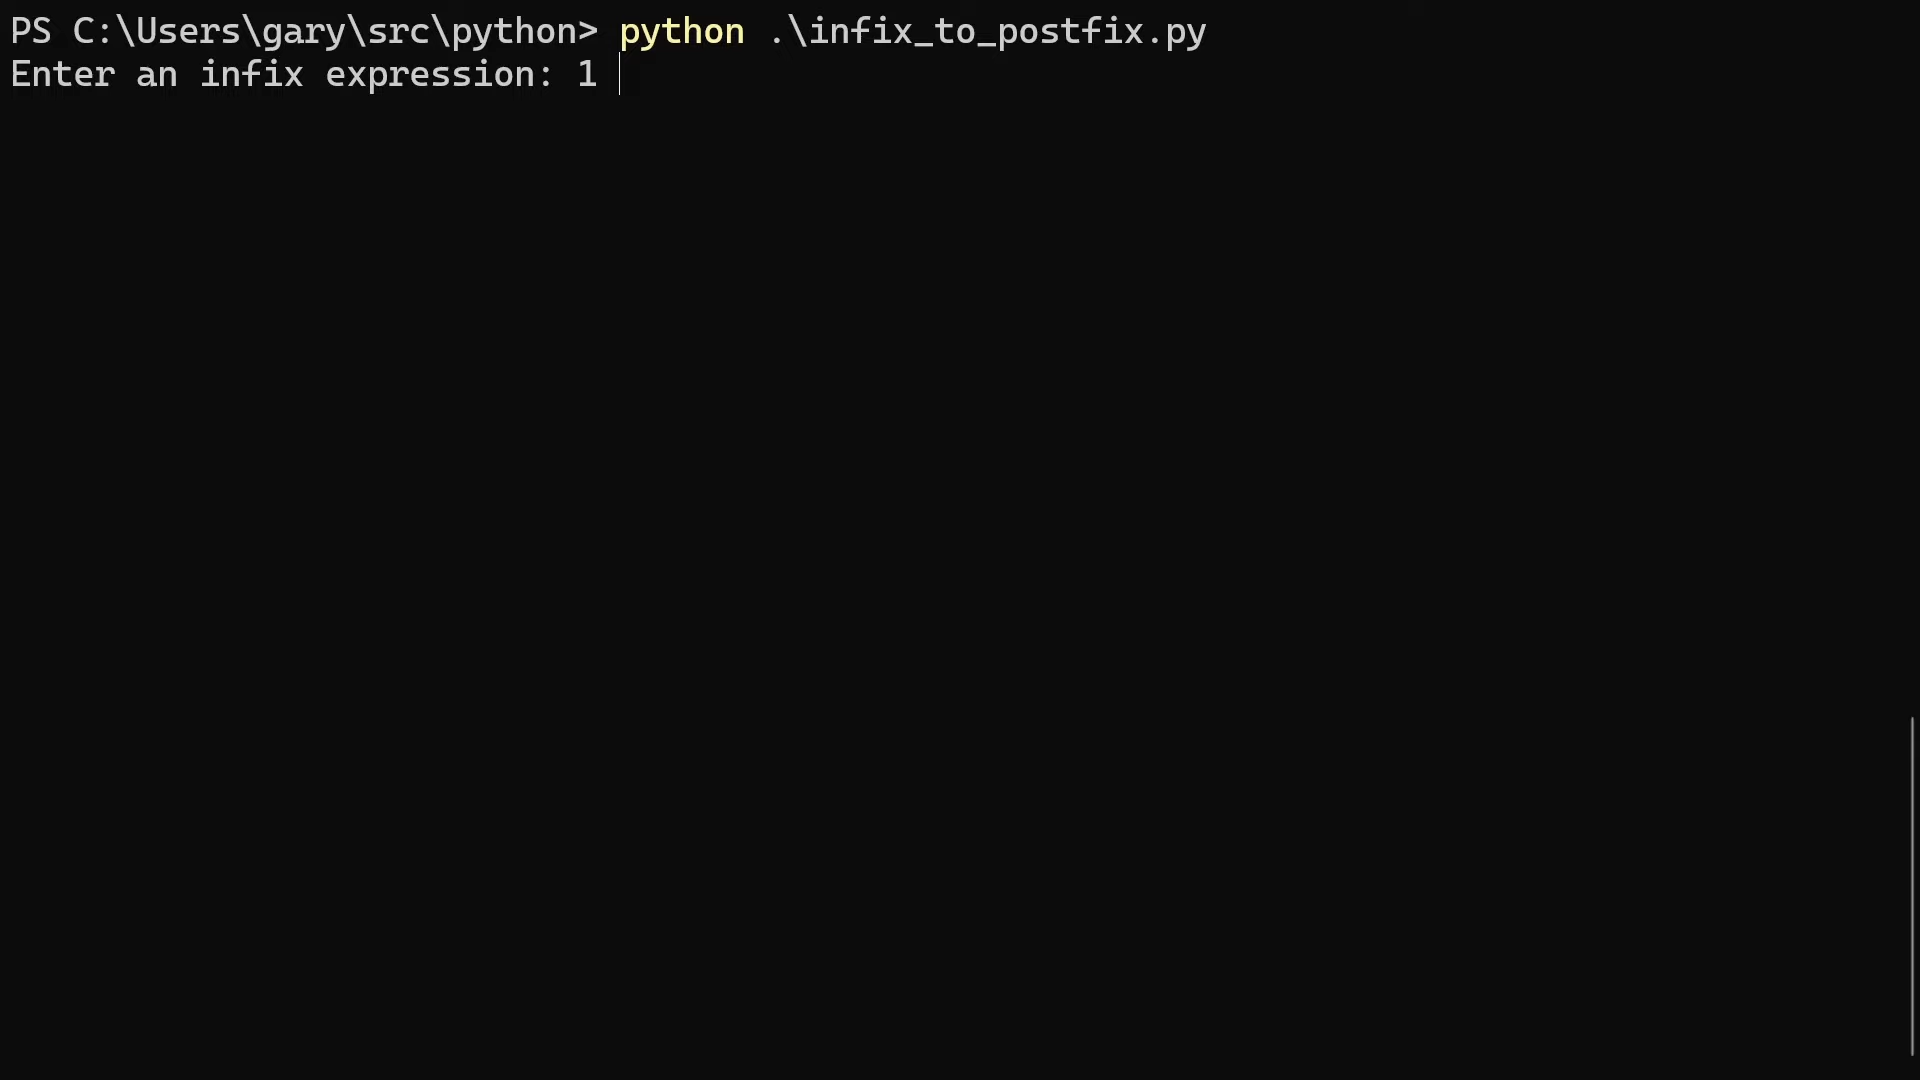 PS C:\Users\gary\src\python> python .\infix_to_postfix.py
Enter an infix expression: 1